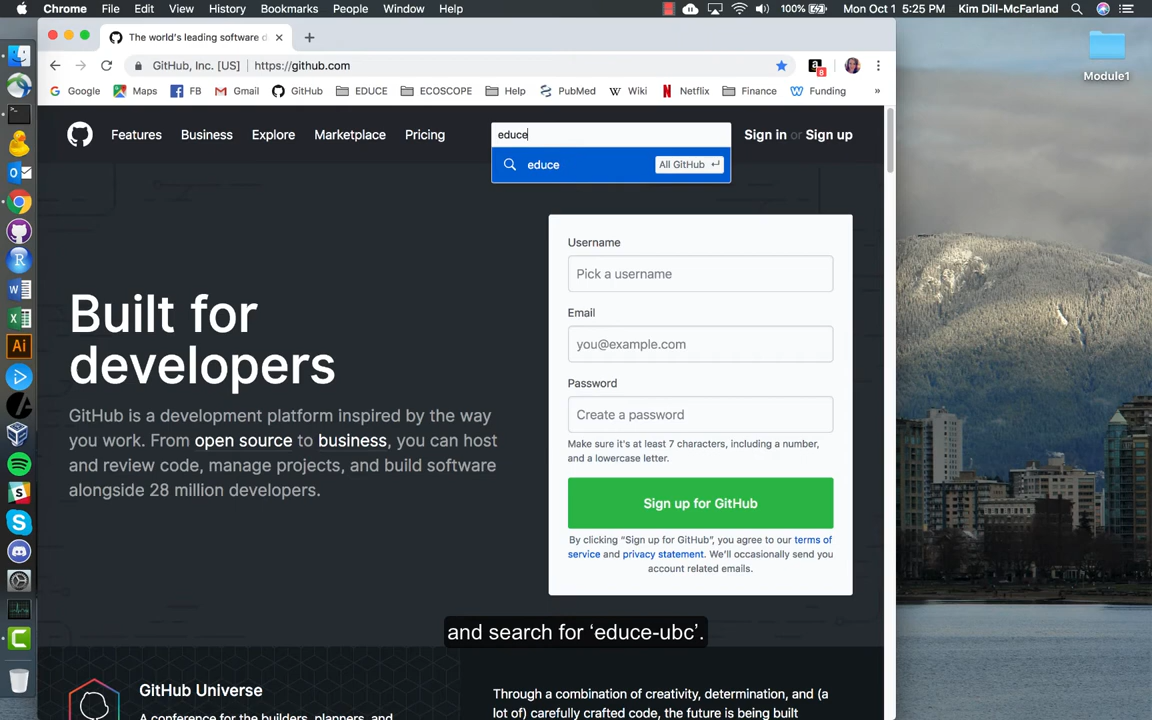 Chrome File Edit View History Bookmarks People Window Help 100% Mon Oct 1 5:25 PM Kim Dill-McFarland
The world's leading software d
GitHub, Inc. [US] https://github.com
Google Maps FB Gmail GitHub EDUCE ECOSCOPE Help PubMed Wiki Netflix Finance Funding »
Module1
Features Business Explore Marketplace Pricing educe Sign in or Sign up
educe All GitHub
Username
Pick a username
Email
you@example.com
Password
Create a password
Make sure it's at least 7 characters, including a number,
and a lowercase letter.
Sign up for GitHub
By clicking "Sign up for GitHub", you agree to our terms of
service and privacy statement. We'll occasionally send you
account related emails.
Built for
developers
GitHub is a development platform inspired by the way
you work. From open source to business, you can host
and review code, manage projects, and build software
alongside 28 million developers.
and search for ‘educe-ubc’.
GitHub Universe
A conference for the builders, planners, and
Through a combination of creativity, determination, and (a
lot of) carefully crafted code, the future is being built